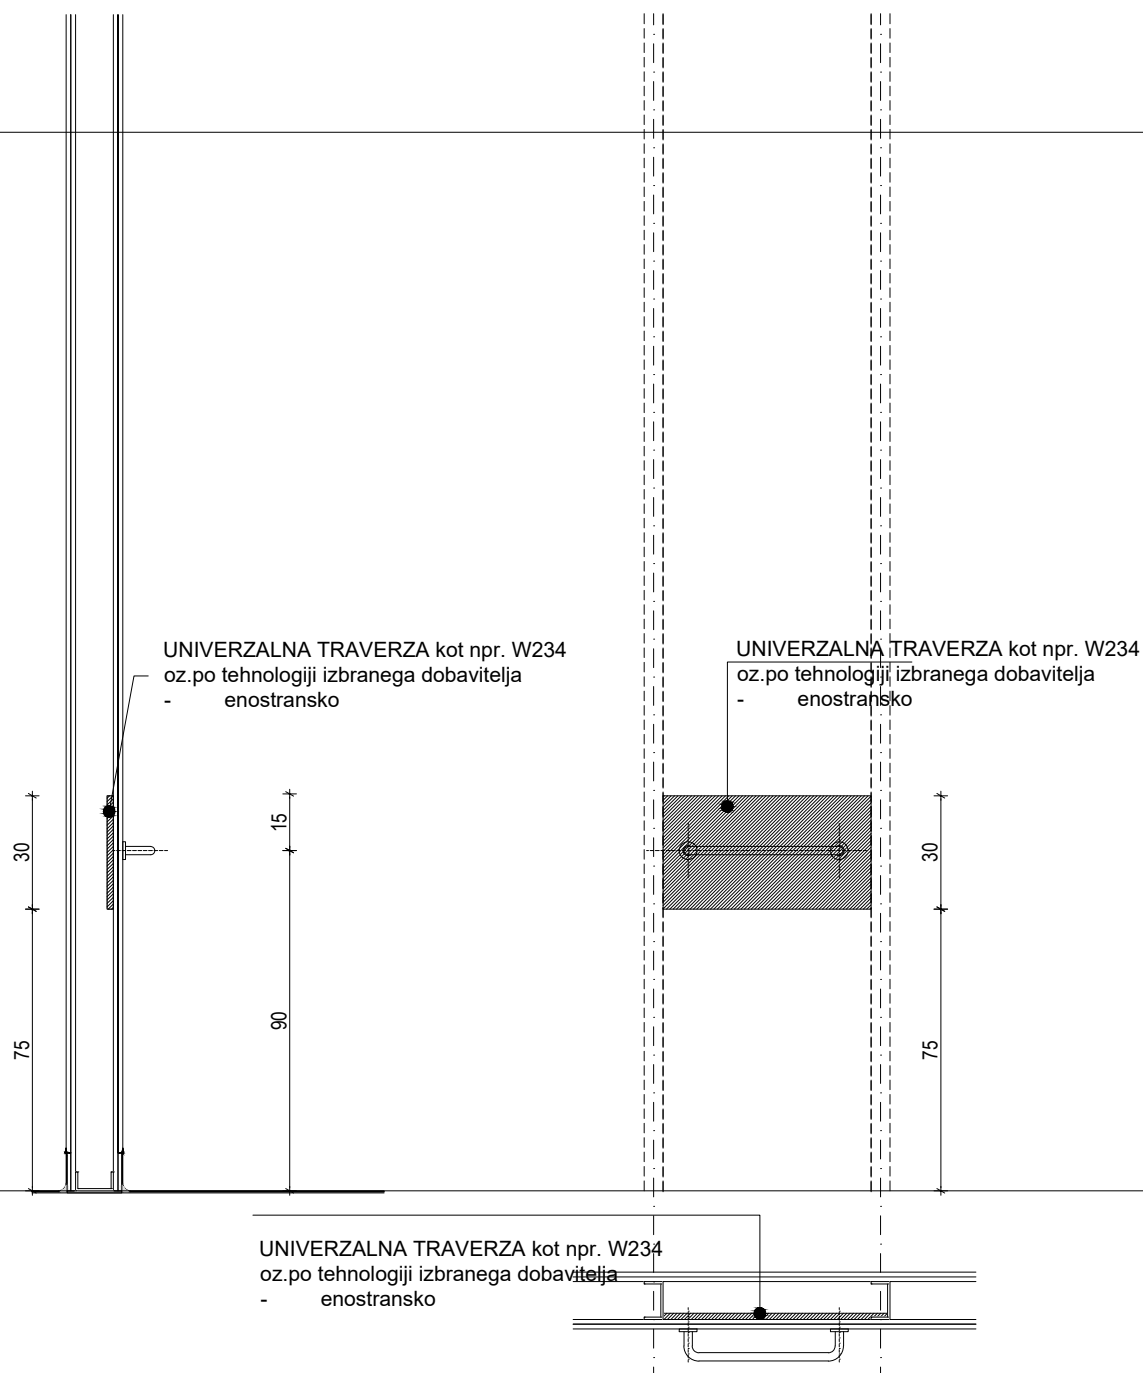 UNIVERZALNA TRAVERZA kot npr. W234
oz.po tehnologiji izbranega dobavitelja
- enostransko
UNIVERZALNA TRAVERZA kot npr. W234
oz.po tehnologiji izbranega dobavitelja
- enostransko
30
15
30
90
75
75
UNIVERZALNA TRAVERZA kot npr. W234
oz.po tehnologiji izbranega dobavitelja
- enostransko